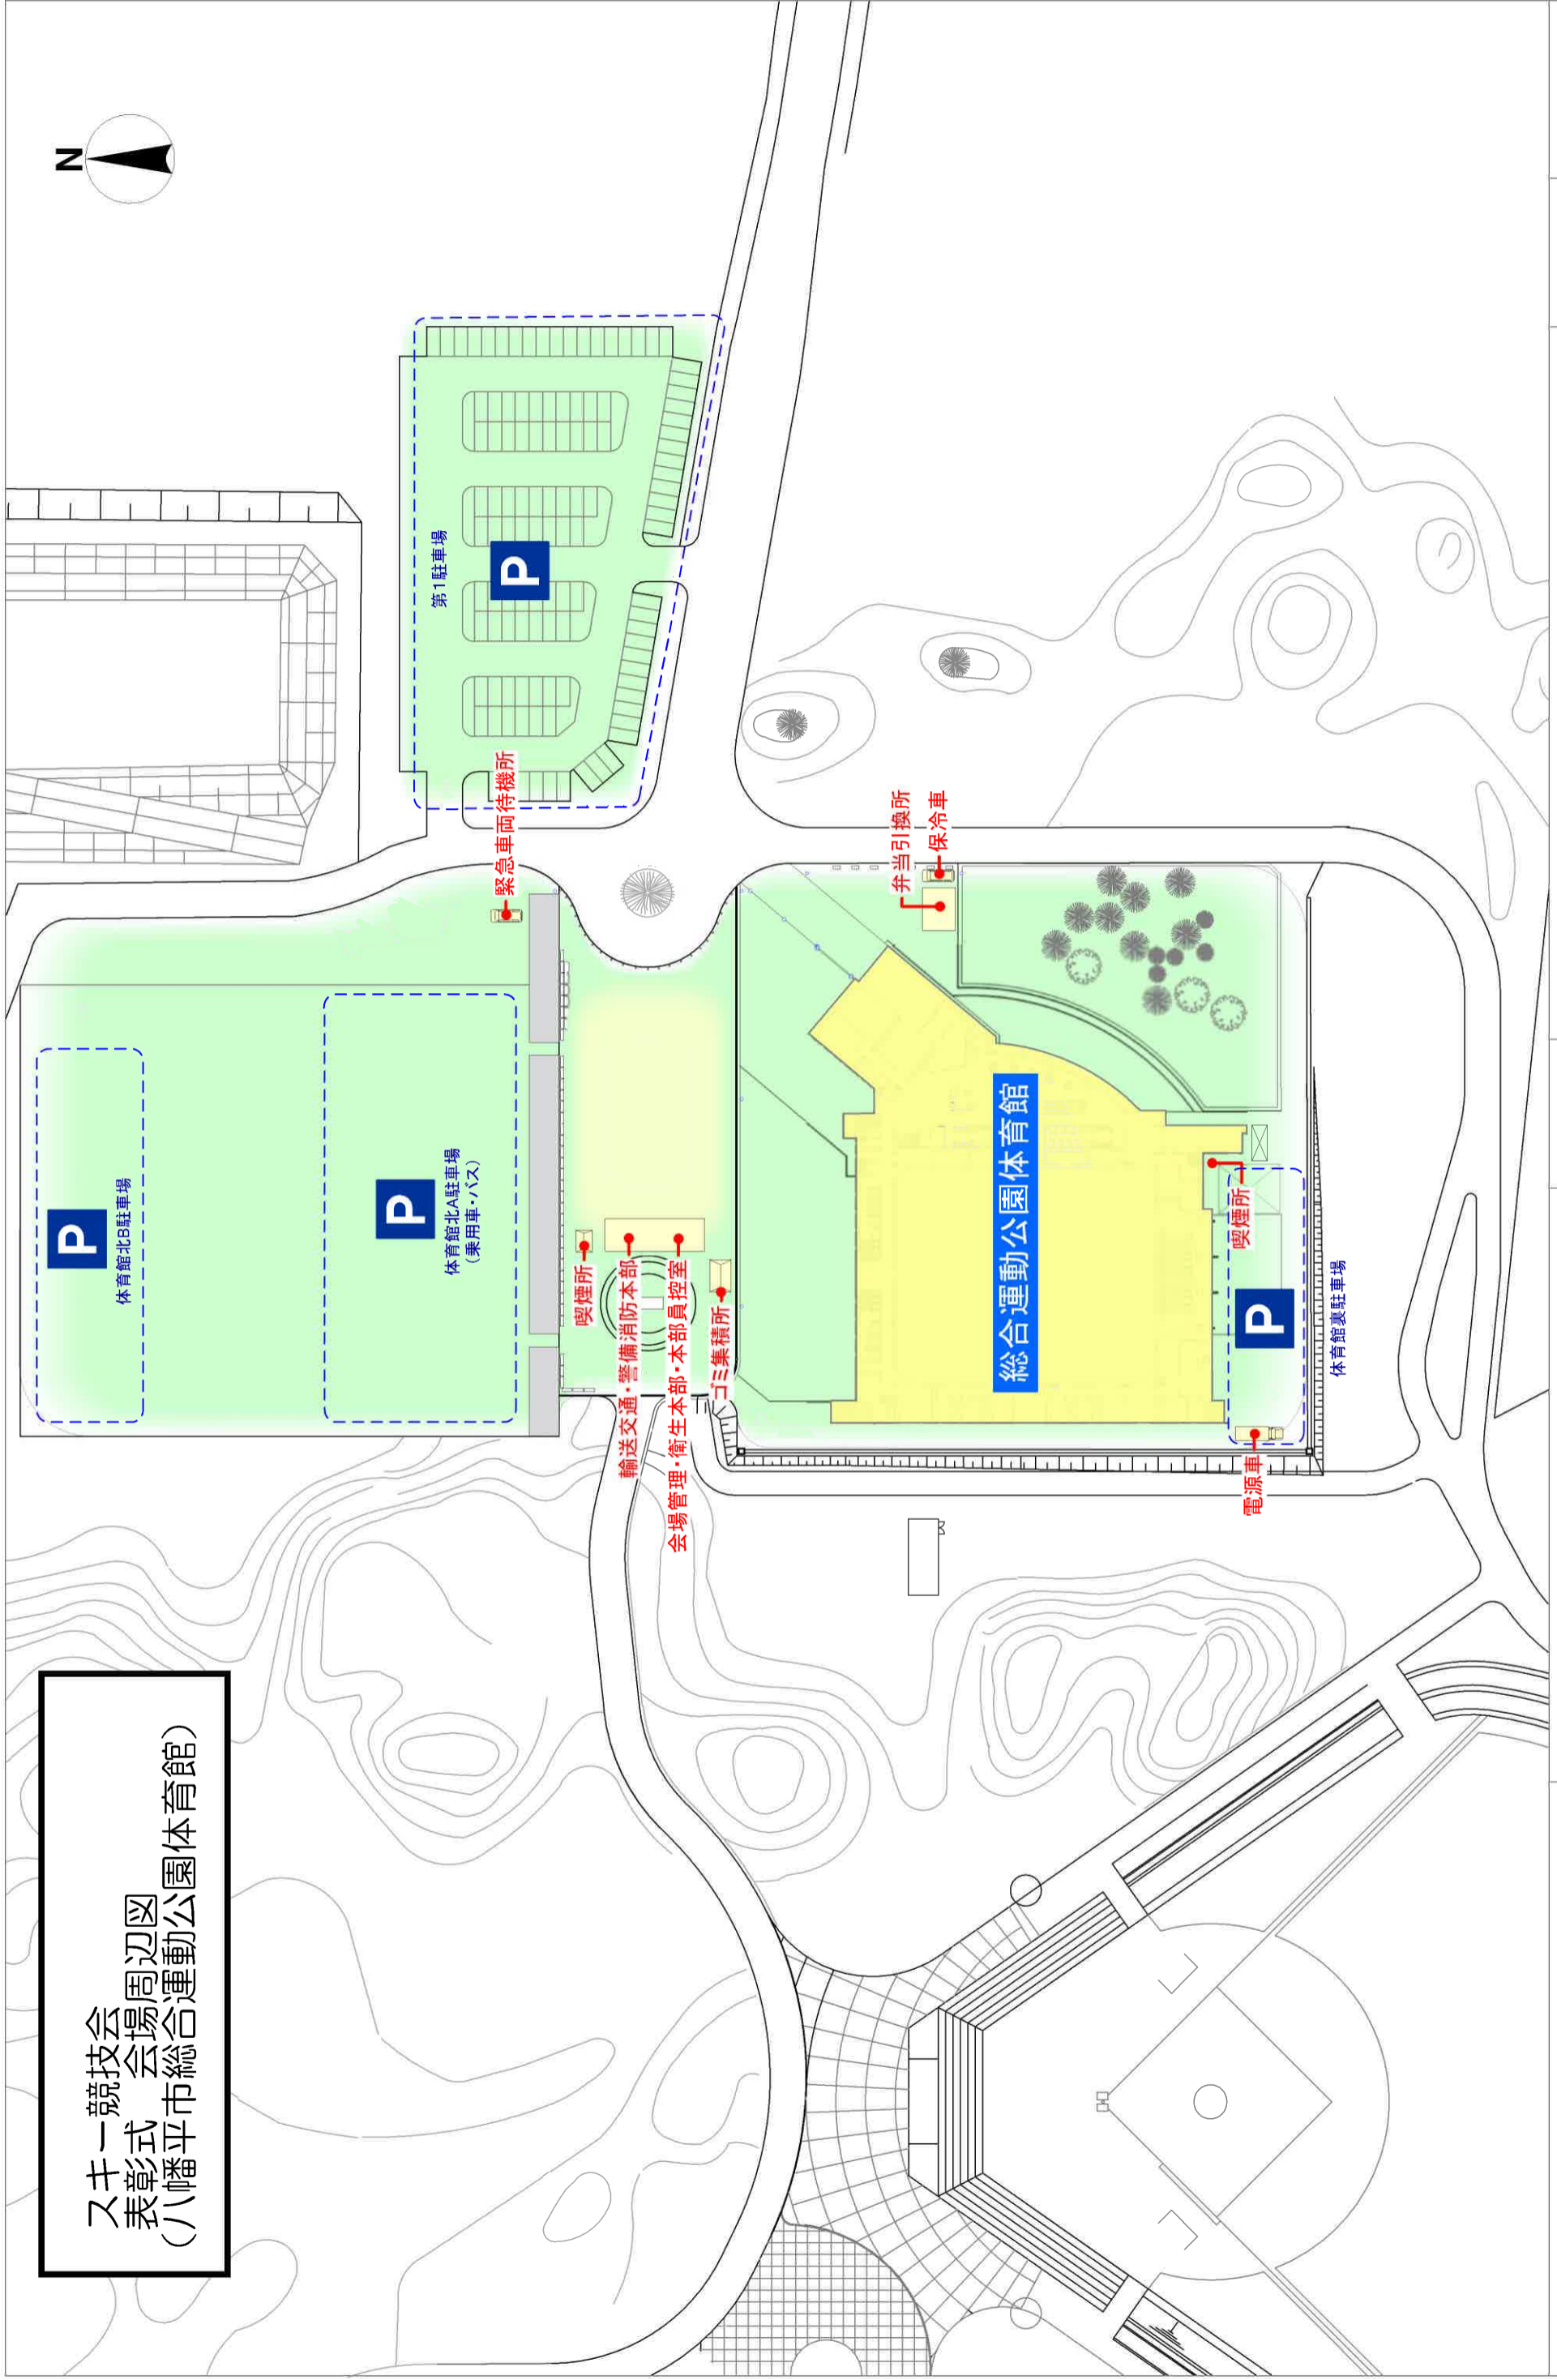 スキー競技会
表彰式　会場周辺図
（八幡平市総合運動公園体育館）
N
P
体育館北B駐車場
P
体育館北A駐車場
（乗用車・バス）
第1駐車場
P
緊急車両待機所
喫煙所
輸送交通・警備消防本部
会場管理・衛生本部・本部員控室
ゴミ集積所
弁当引換所
保冷車
総合運動公園体育館
喫煙所
P
電源車
体育館裏駐車場